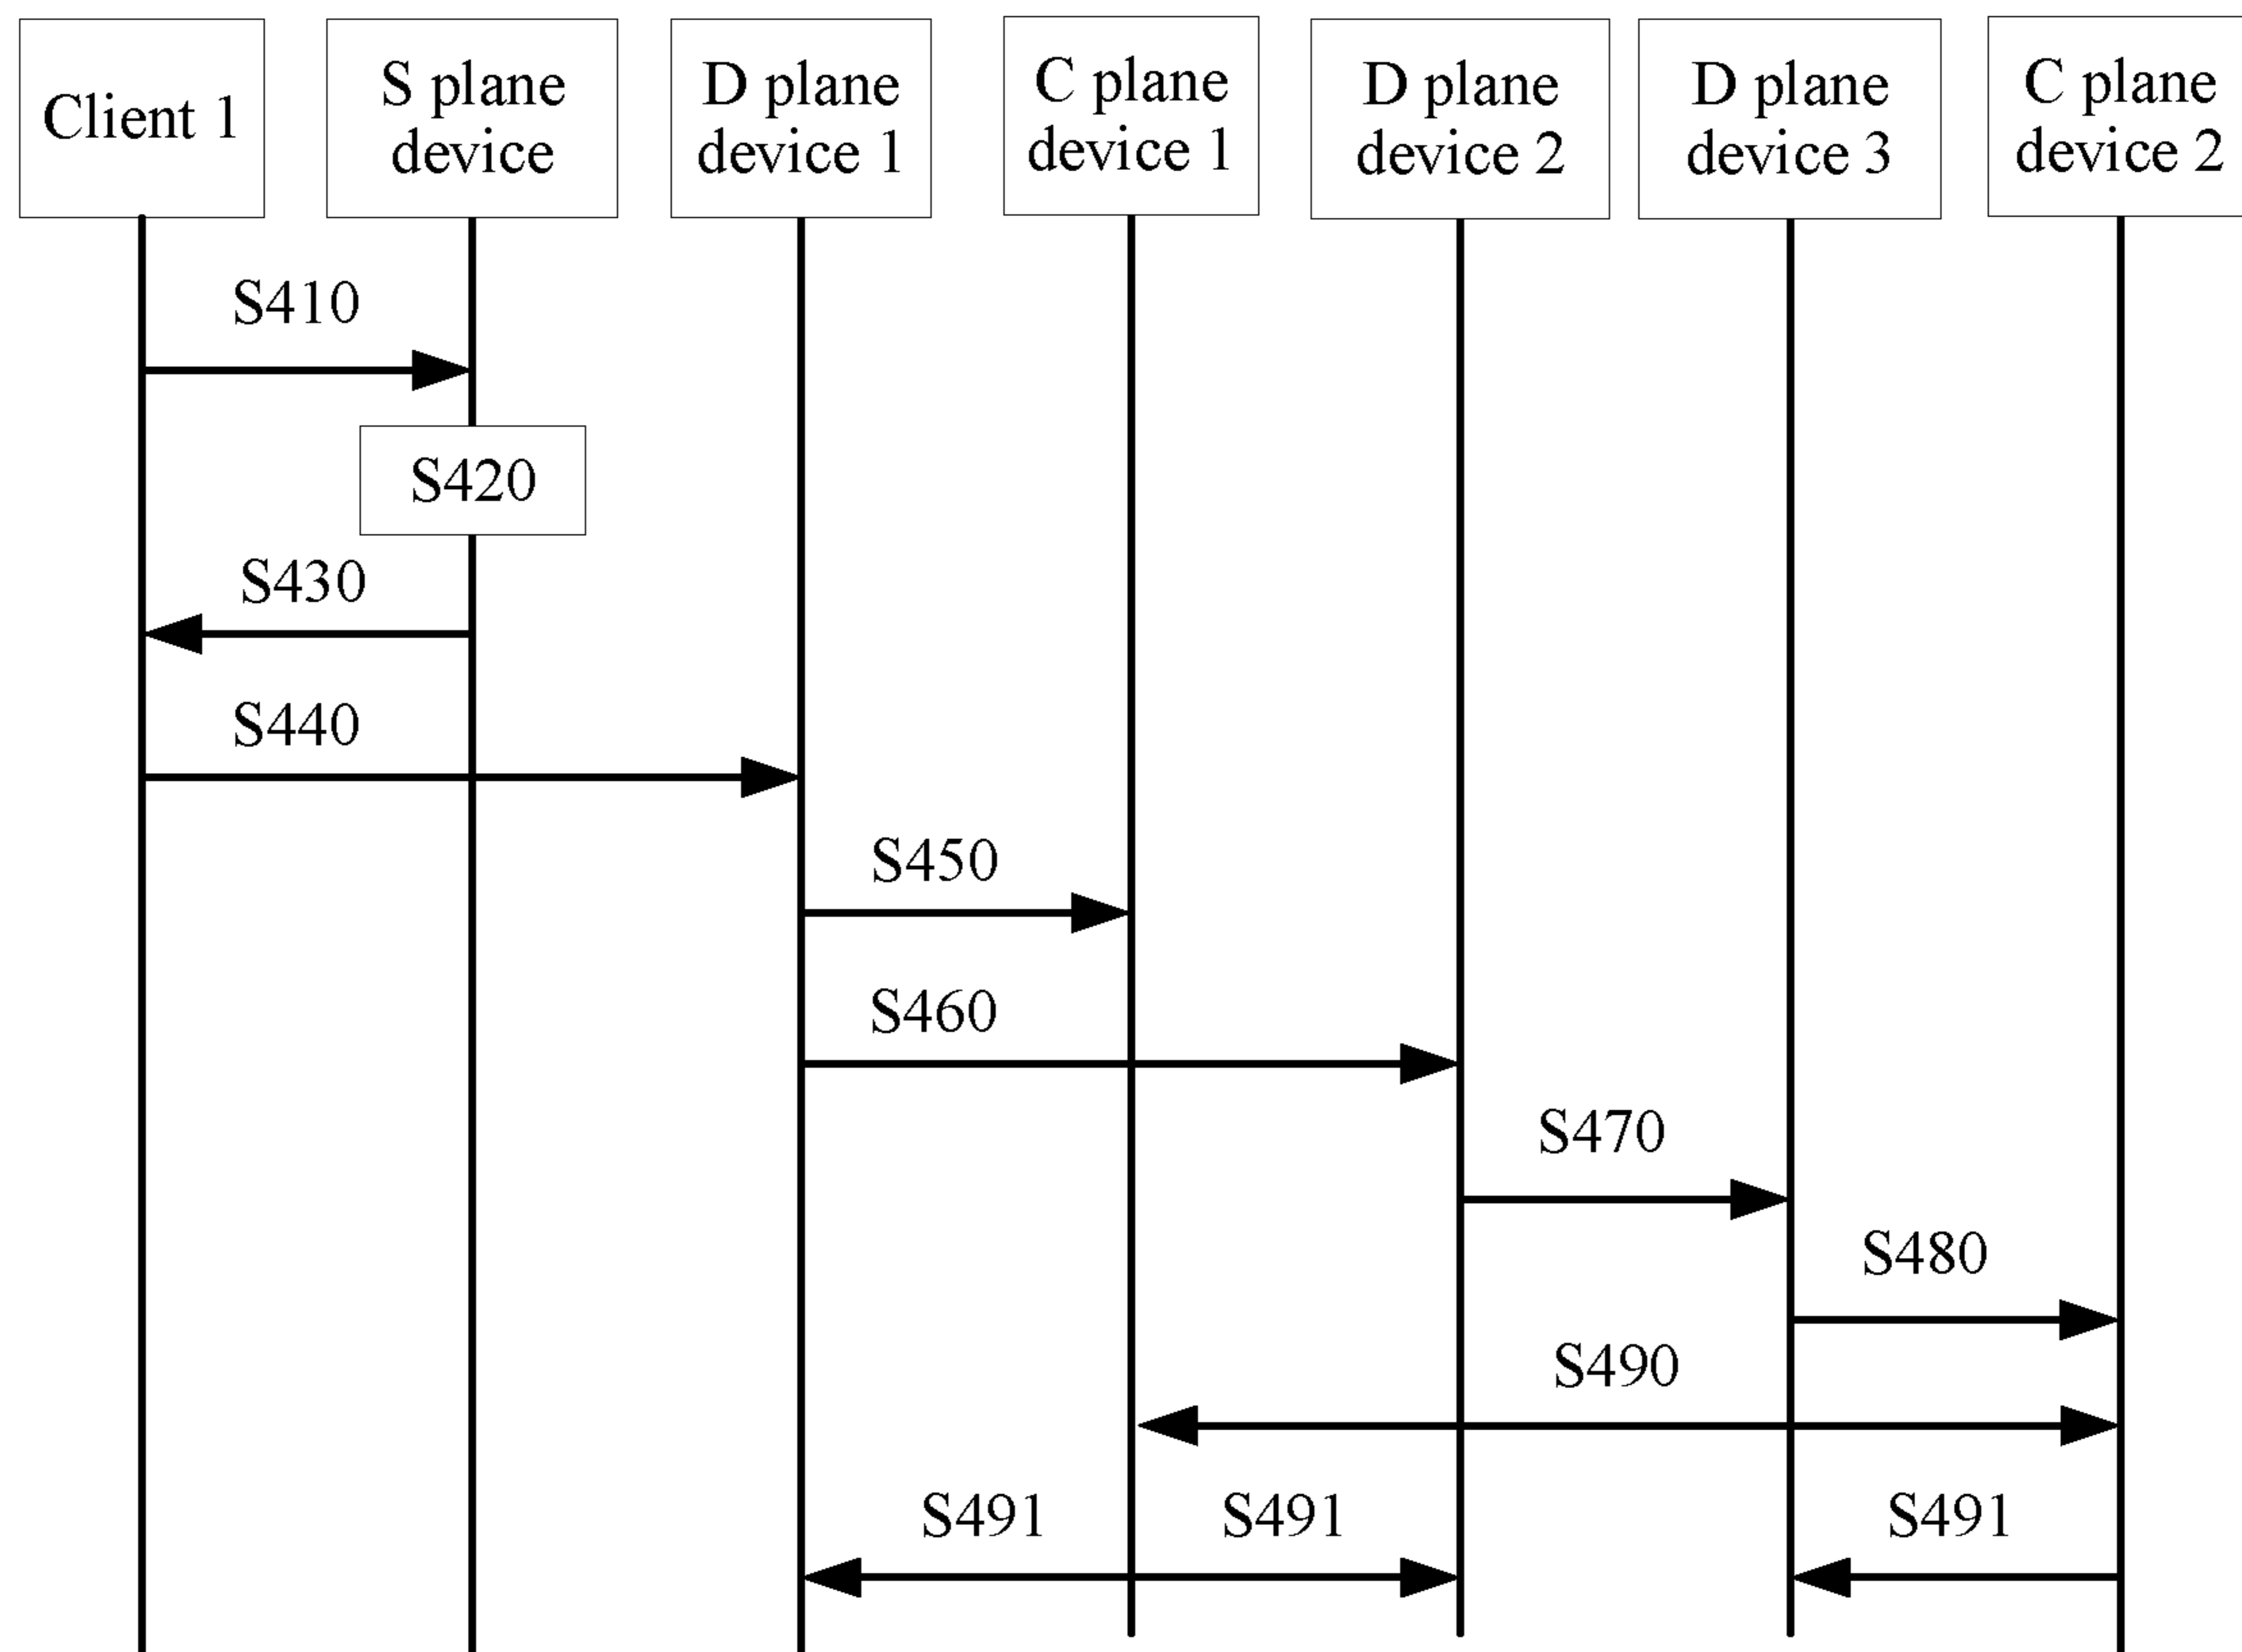 Client 1
S plane
device
D plane
device 1
C plane
device 1
D plane
device 2
D plane
device 3
C plane
device 2
S410
S420
S430
S440
S450
S460
S470
S480
S490
S491
S491
S491